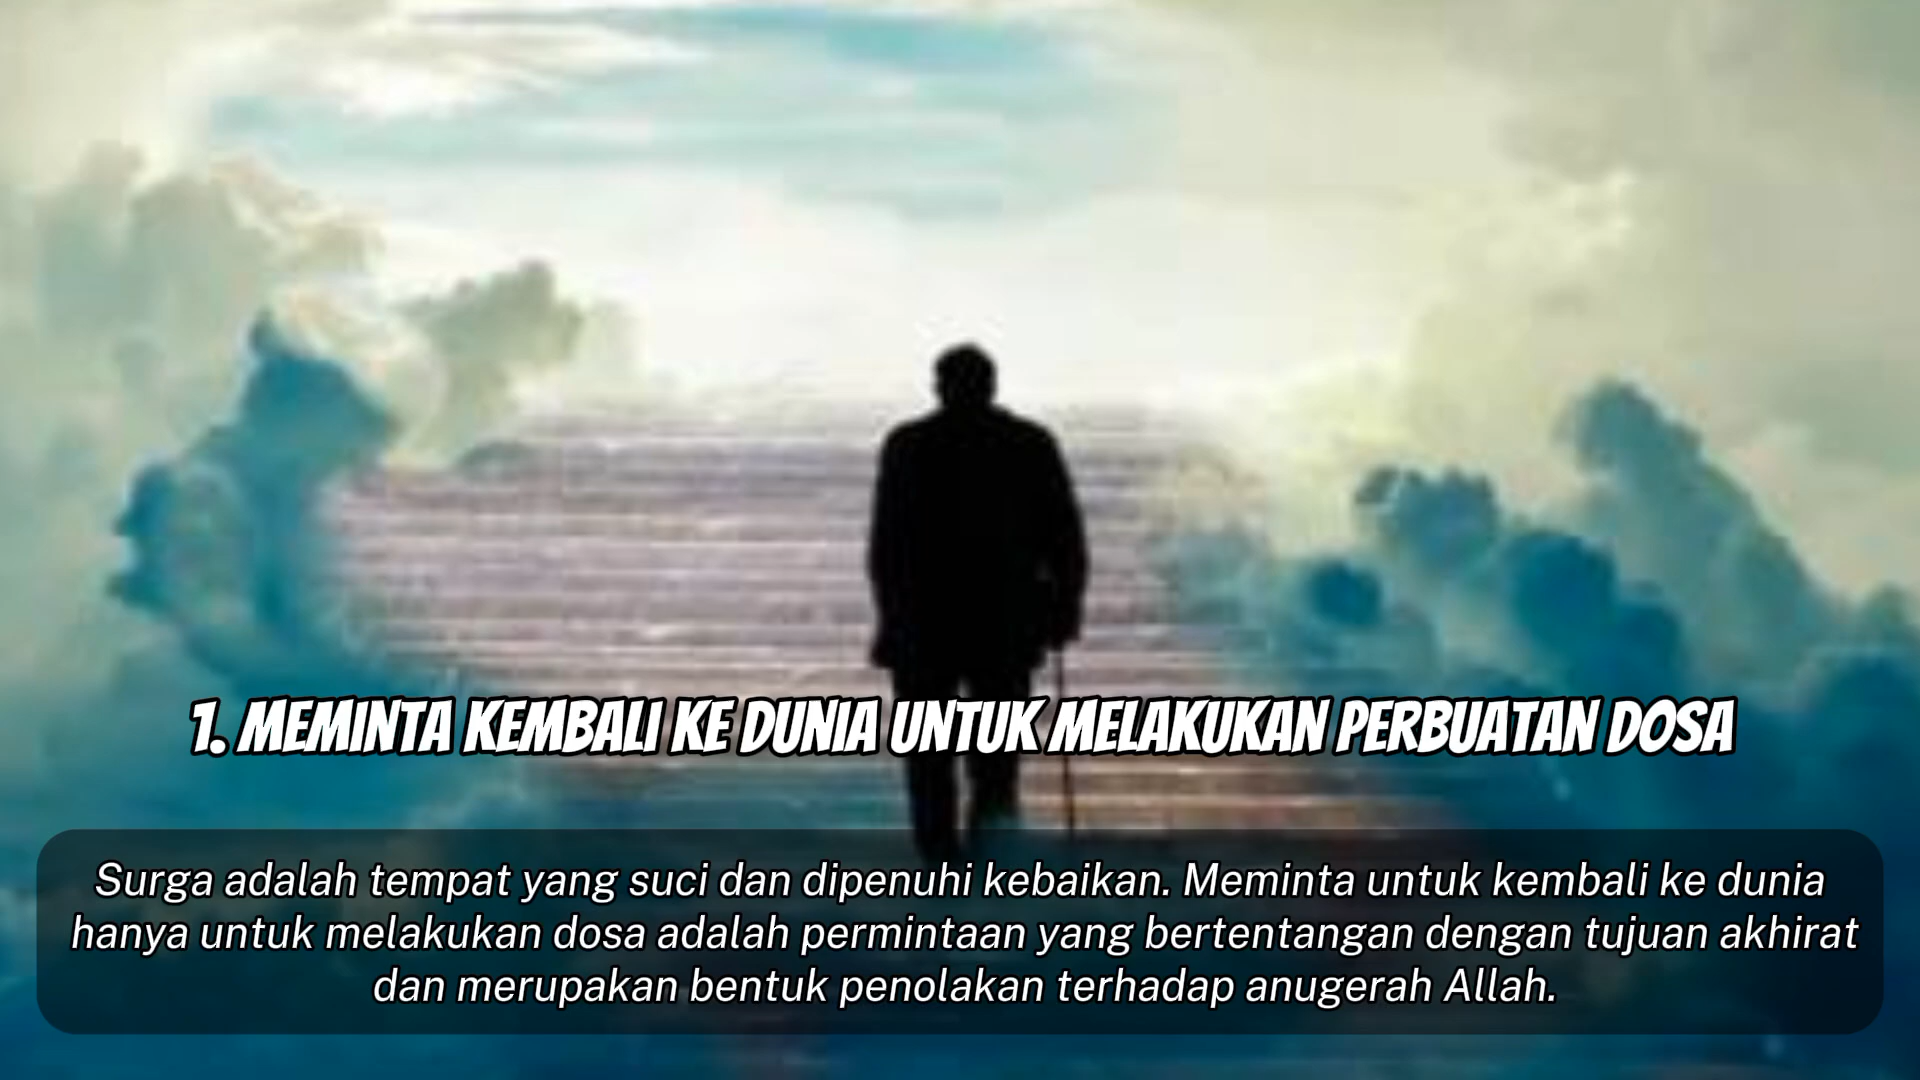 1. MEMINTA KEMBALI KE DUNIA UNTUK MELAKUKAN PERBUATAN DOSA
Surga adalah tempat yang suci dan dipenuhi kebaikan. Meminta untuk kembali ke dunia
hanya untuk melakukan dosa adalah permintaan yang bertentangan dengan tujuan akhirat
dan merupakan bentuk penolakan terhadap anugerah Allah.